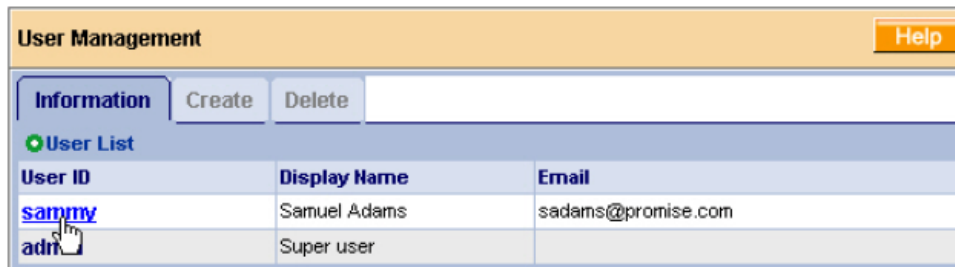 User Management Help
Information Create Delete
User List
User ID Display Name Email
sammy Samuel Adams sadams@promise.com
Super user